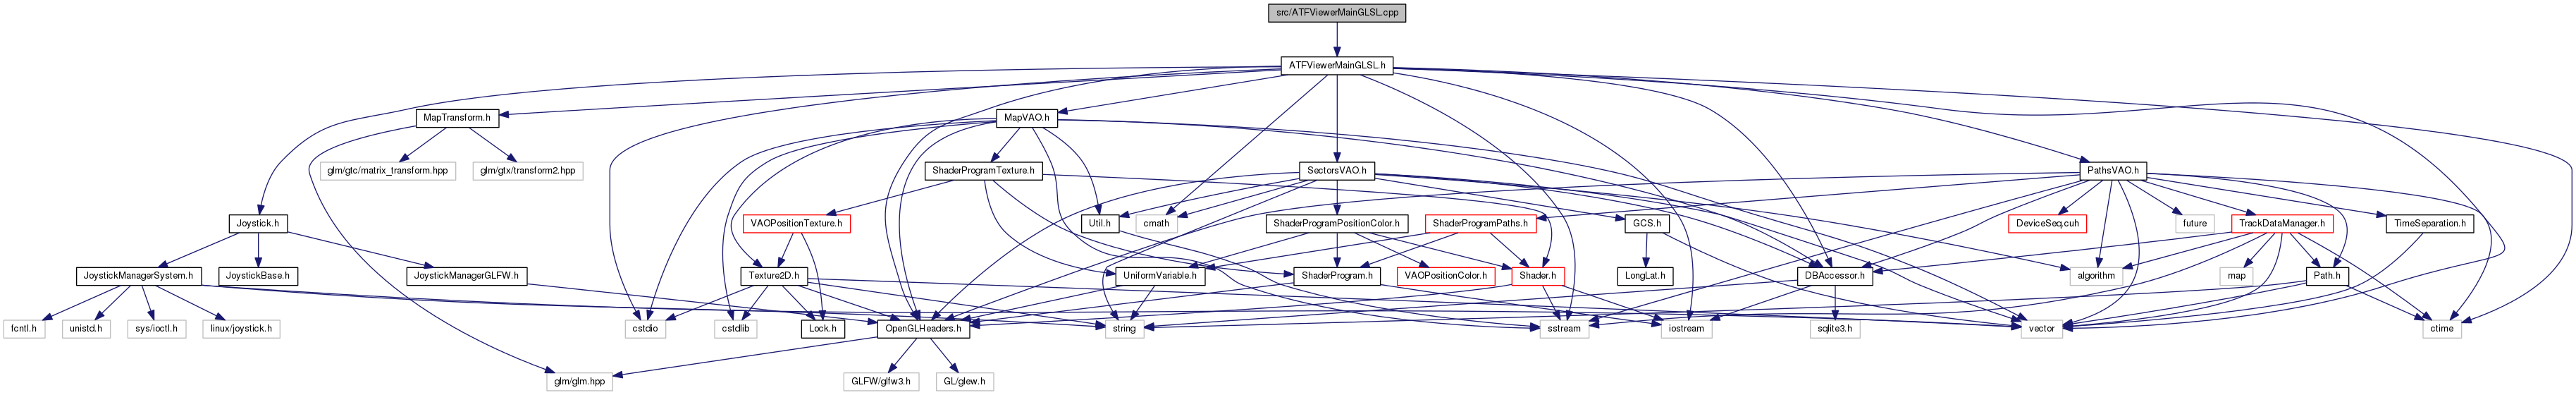 src/ATFViewerMainGLSL.cpp
ATFViewerMainGLSL.h
MapTransform.h
MapVAO.h
glm/gtc/matrix_transform.hpp
glm/gtx/transform2.hpp
ShaderProgramTexture.h
SectorsVAO.h
PathsVAO.h
Joystick.h
VAOPositionTexture.h
Util.h
cmath
ShaderProgramPositionColor.h
ShaderProgramPaths.h
GCS.h
DeviceSeq.cuh
algorithm
future
TrackDataManager.h
TimeSeparation.h
JoystickManagerSystem.h
JoystickBase.h
JoystickManagerGLFW.h
Texture2D.h
UniformVariable.h
ShaderProgram.h
VAOPositionColor.h
Shader.h
LongLat.h
DBAccessor.h
algorithm
map
Path.h
fcntl.h
unistd.h
sys/ioctl.h
linux/joystick.h
cstdio
cstdlib
Lock.h
OpenGLHeaders.h
string
sstream
iostream
sqlite3.h
vector
ctime
glm/glm.hpp
GLFW/glfw3.h
GL/glew.h